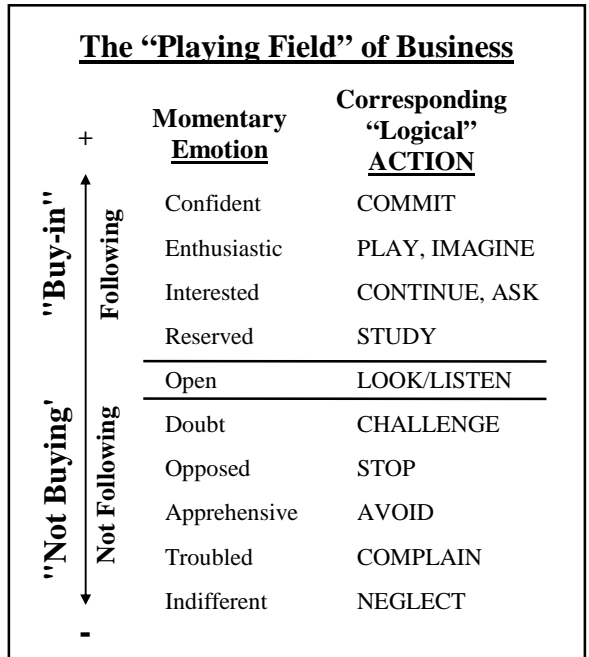 The “Playing Field” of Business
+
Momentary
Emotion
Corresponding
“Logical”
ACTION
"Buy-in"
Following
Confident COMMIT
Enthusiastic PLAY, IMAGINE
Interested CONTINUE, ASK
Reserved STUDY
Open LOOK/LISTEN
"Not Buying'
Not Following
Doubt CHALLENGE
Opposed STOP
Apprehensive AVOID
Troubled COMPLAIN
Indifferent NEGLECT
-